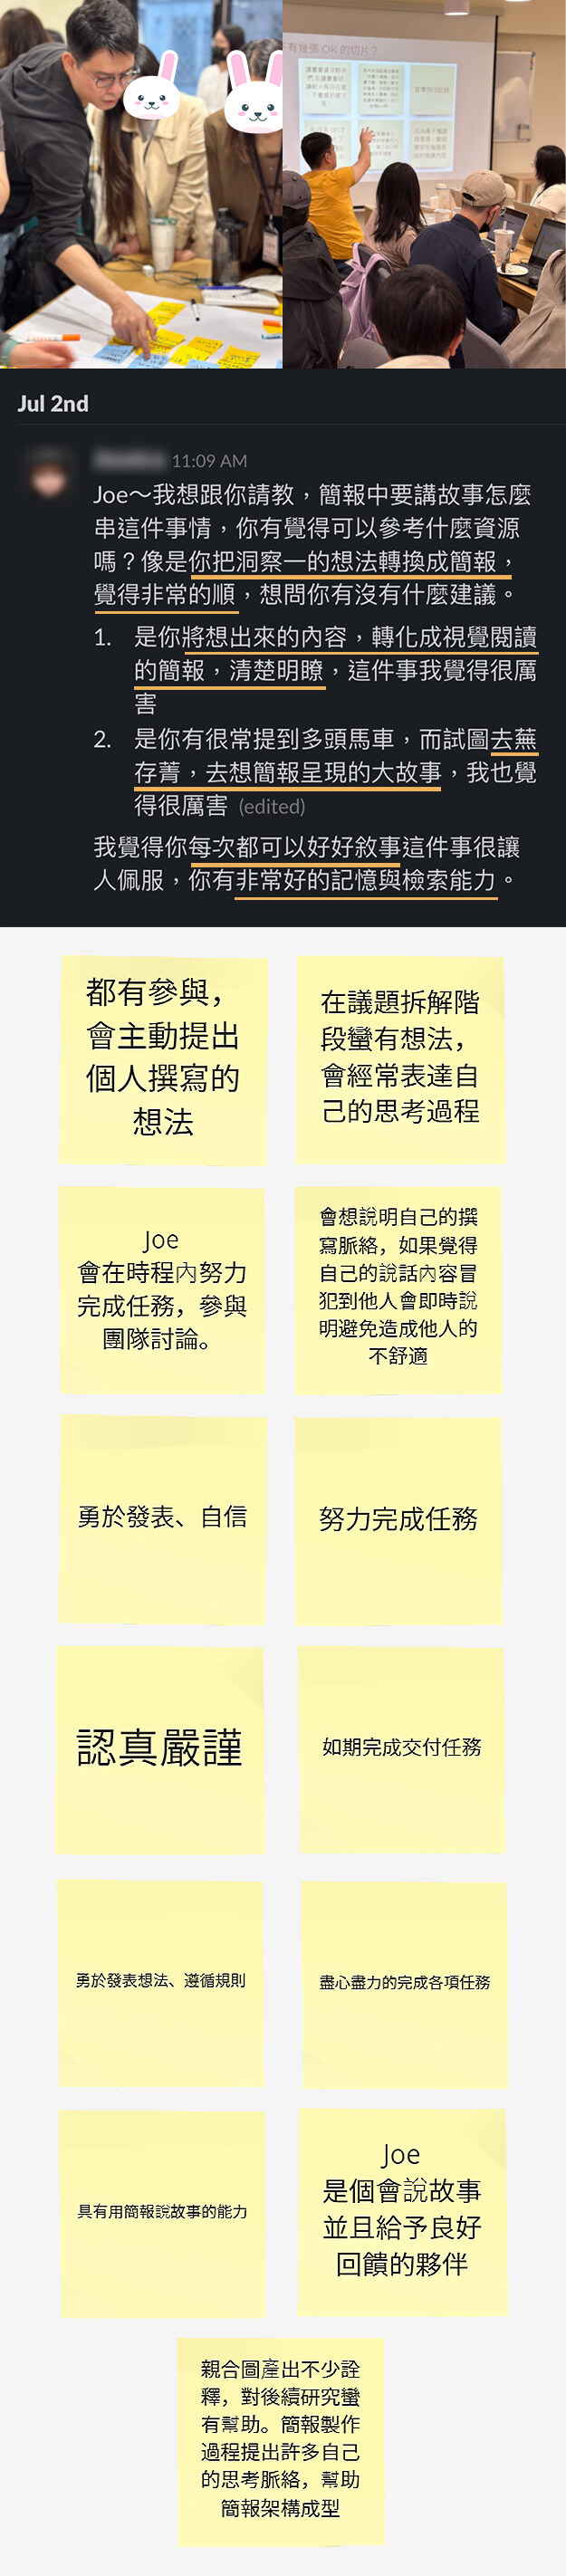 有幾張 OK 的切片？
Jul 2nd
11:09 AM
Joe～我想跟你請教，簡報中要講故事怎麼
串這件事情，你有覺得可以參考什麼資源
嗎？像是你把洞察一的想法轉換成簡報，
覺得非常的順，想問你有沒有什麼建議。
1. 是你將想出來的內容，轉化成視覺閱讀
的簡報，清楚明瞭，這件事我覺得很厲
害
2. 是你有很常提到多頭馬車，而試圖去蕪
存菁，去想簡報呈現的大故事，我也覺
得很厲害 (edited)
我覺得你每次都可以好好敘事這件事很讓
人佩服，你有非常好的記憶與檢索能力。
都有參與，
會主動提出
個人撰寫的
想法
在議題拆解階
段蠻有想法，
會經常表達自
己的思考過程
Joe
會在時程內努力
完成任務，參與
團隊討論。
會想說明自己的撰
寫脈絡，如果覺得
自己的說話內容冒
犯到他人會即時說
明避免造成他人的
不舒適
勇於發表、自信
努力完成任務
認真嚴謹
如期完成交付任務
勇於發表想法、遵循規則
盡心盡力的完成各項任務
具有用簡報說故事的能力
Joe
是個會說故事
並且給予良好
回饋的夥伴
親合圖產出不少詮
釋，對後續研究蠻
有幫助。簡報製作
過程提出許多自己
的思考脈絡，幫助
簡報架構成型